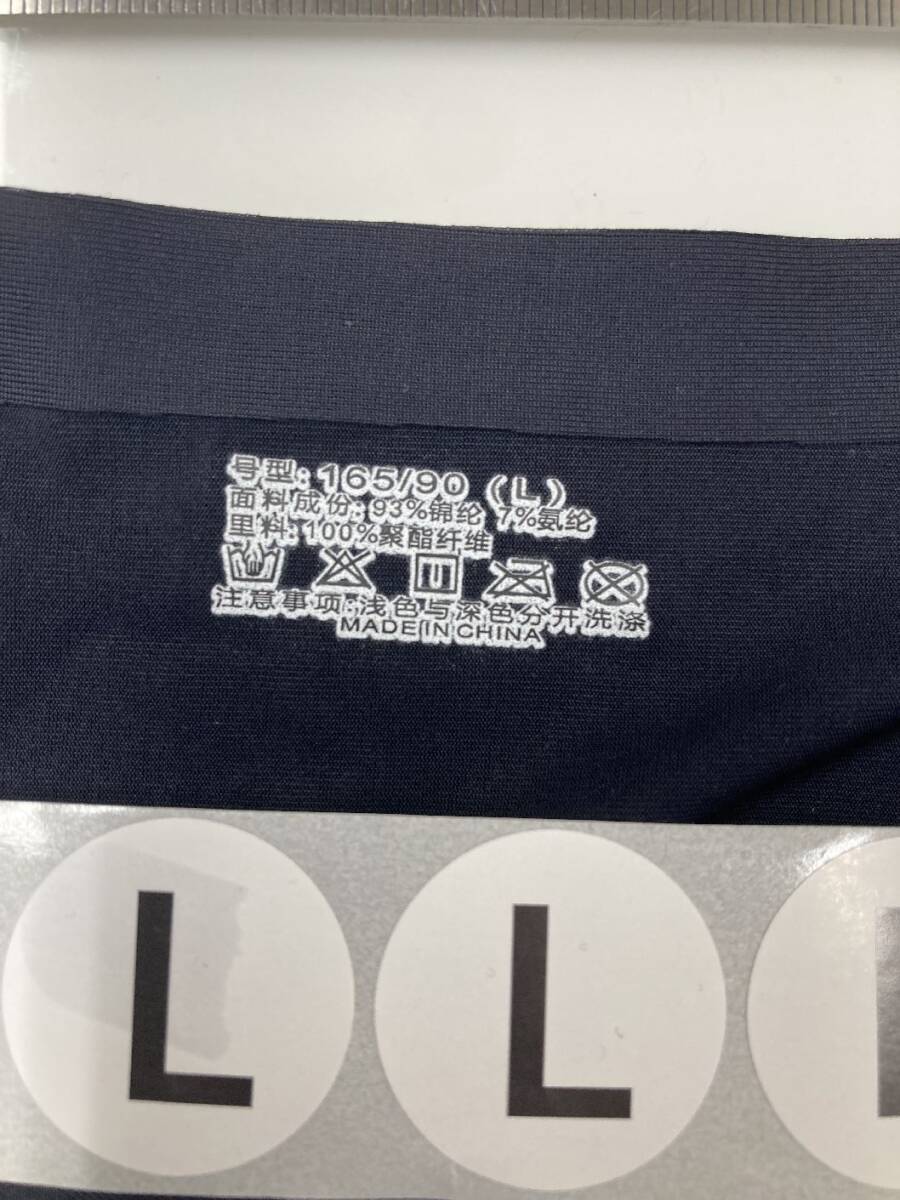 号型: 165/90 (L)
面料成份: 93%锦纶 7%氨纶
里料: 100%聚酯纤维
注意事项:浅色与深色分开洗涤
MADE IN CHINA
L L